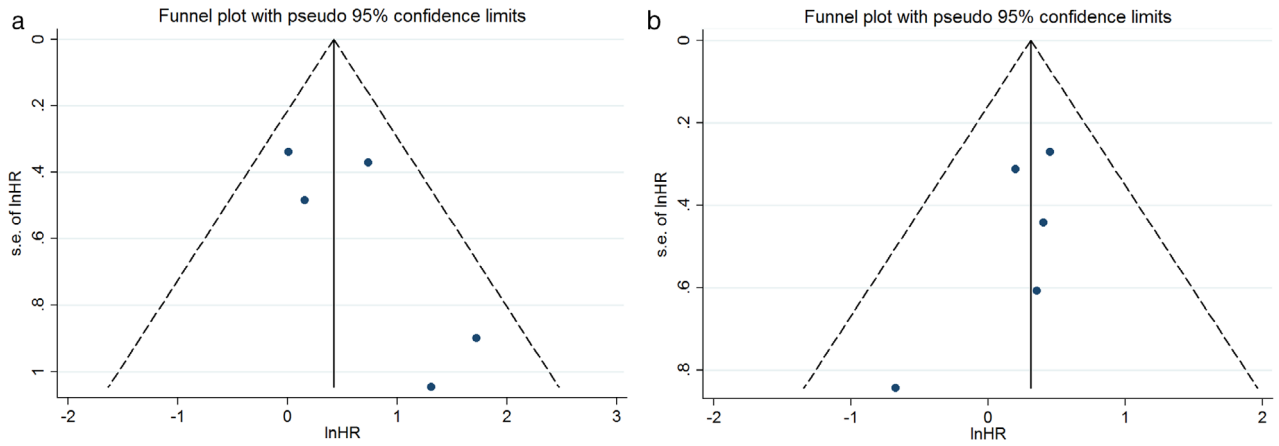 a
Funnel plot with pseudo 95% confidence limits
s.e. of lnHR
0
.2
.4
.6
.8
1
-2
-1
0
1
2
3
lnHR
b
Funnel plot with pseudo 95% confidence limits
s.e. of lnHR
0
.2
.4
.6
.8
-2
-1
0
1
2
lnHR